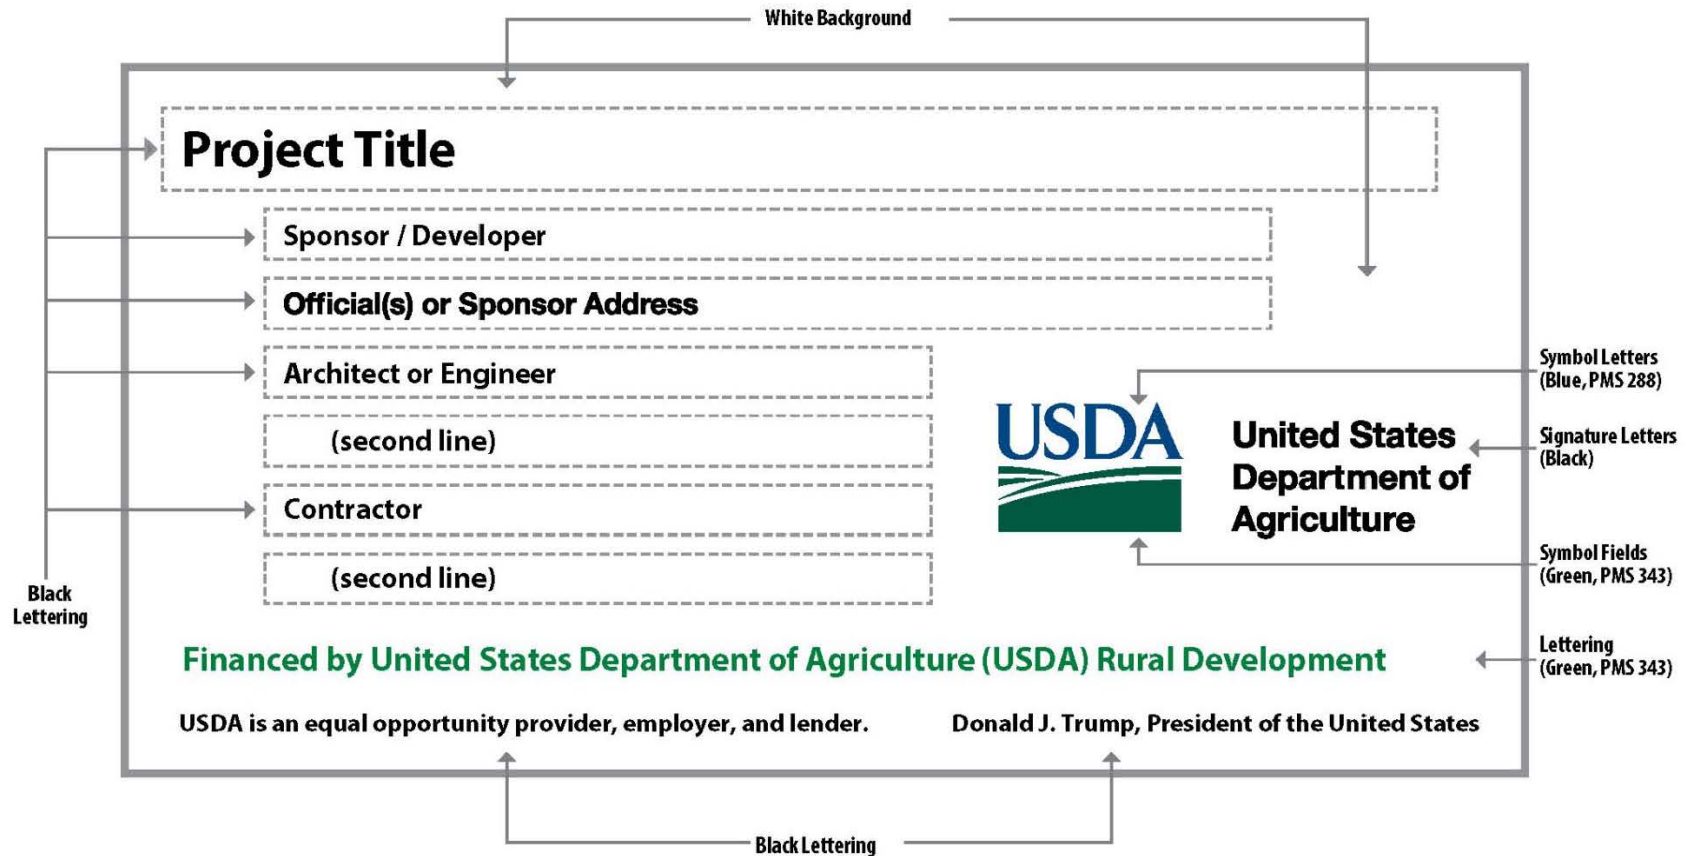 White Background
Project Title
Sponsor / Developer
Official(s) or Sponsor Address
Architect or Engineer
(second line)
Contractor
(second line)
Black
Lettering
USDA
United States
Department of
Agriculture
Symbol Letters
(Blue, PMS 288)
Signature Letters
(Black)
Symbol Fields
(Green, PMS 343)
Lettering
(Green, PMS 343)
Financed by United States Department of Agriculture (USDA) Rural Development
USDA is an equal opportunity provider, employer, and lender.
Donald J. Trump, President of the United States
Black Lettering